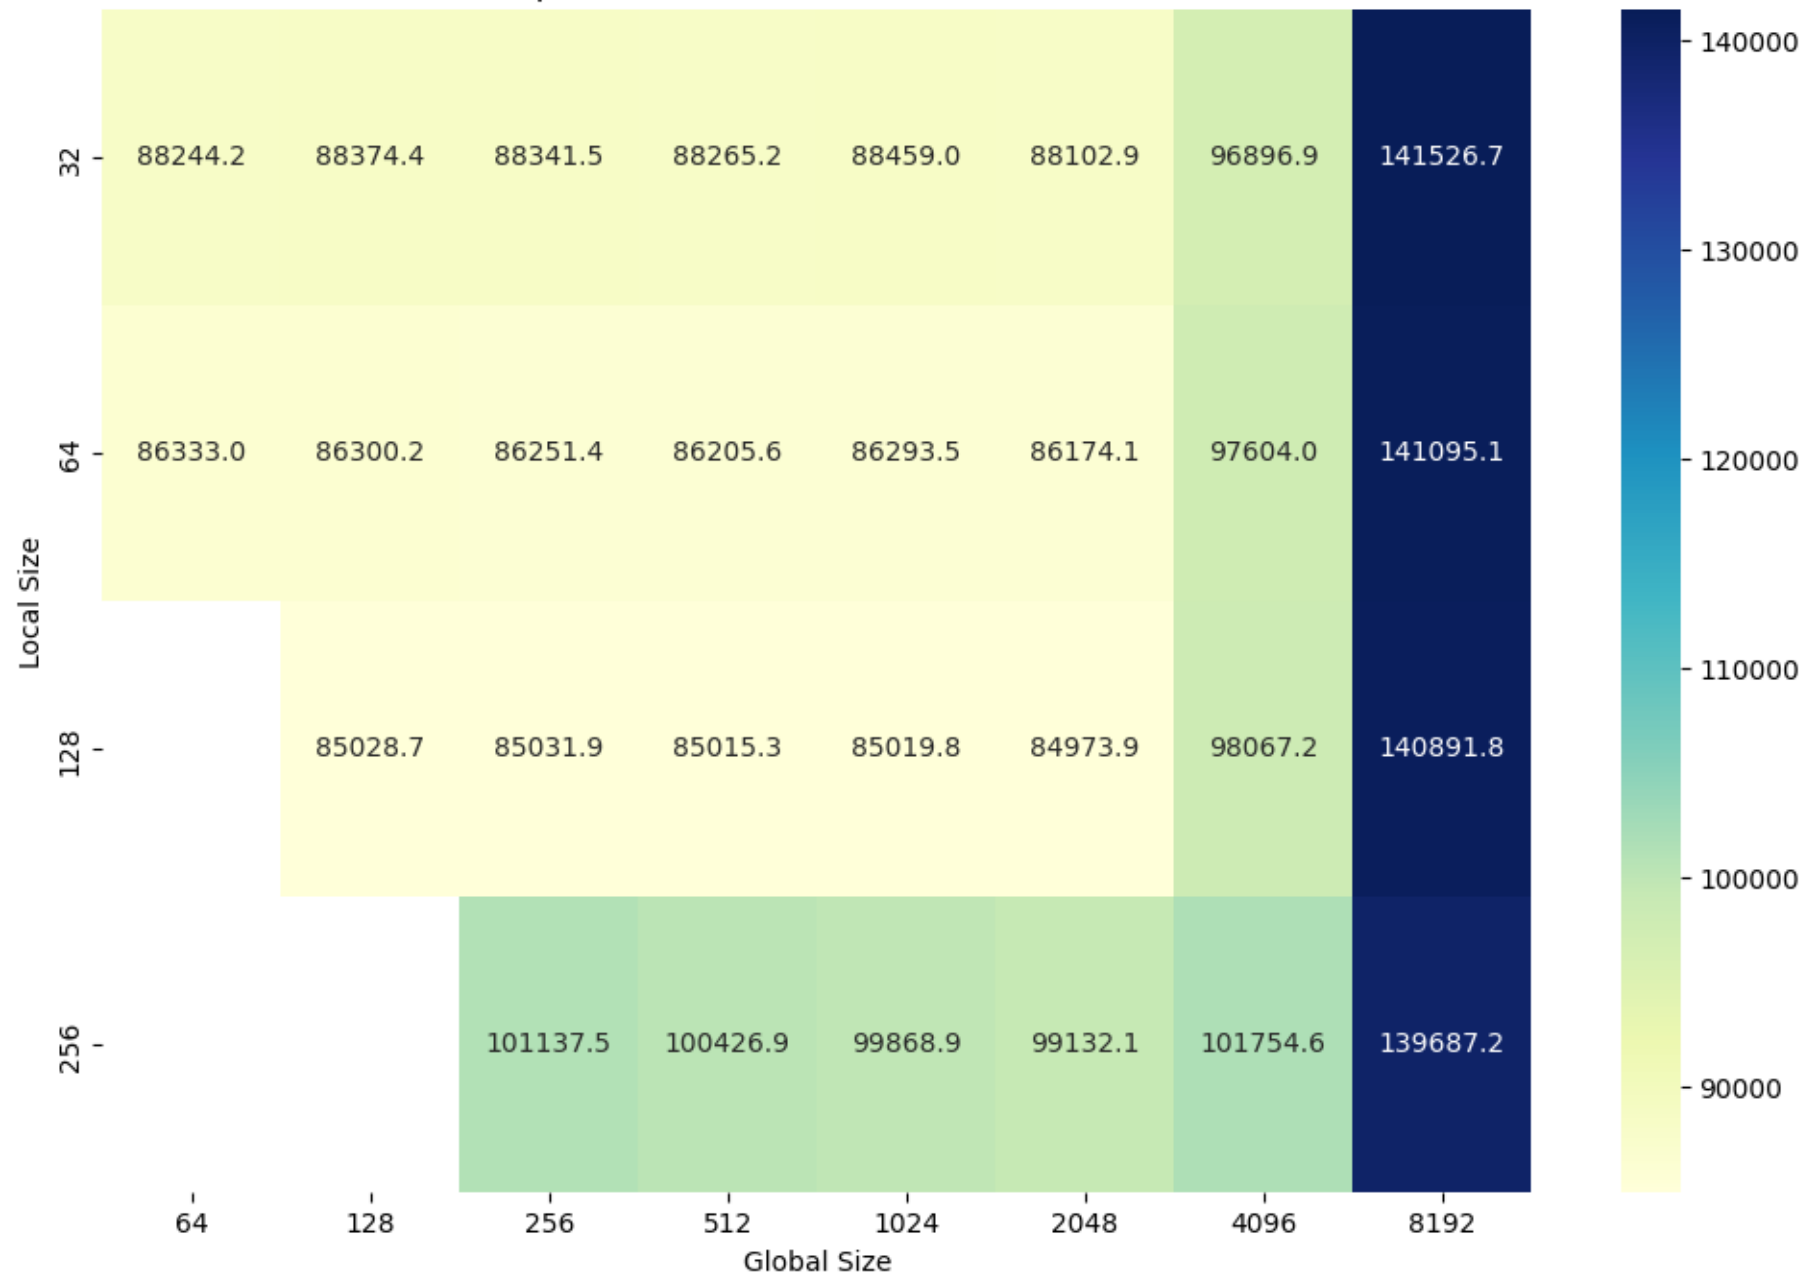 140000
32 88244.2 88374.4 88341.5 88265.2 88459.0 88102.9 96896.9 141526.7
130000
64 86333.0 86300.2 86251.4 86205.6 86293.5 86174.1 97604.0 141095.1
120000
Local Size
110000
128 85028.7 85031.9 85015.3 85019.8 84973.9 98067.2 140891.8
100000
256 101137.5 100426.9 99868.9 99132.1 101754.6 139687.2
90000
64 128 256 512 1024 2048 4096 8192
Global Size